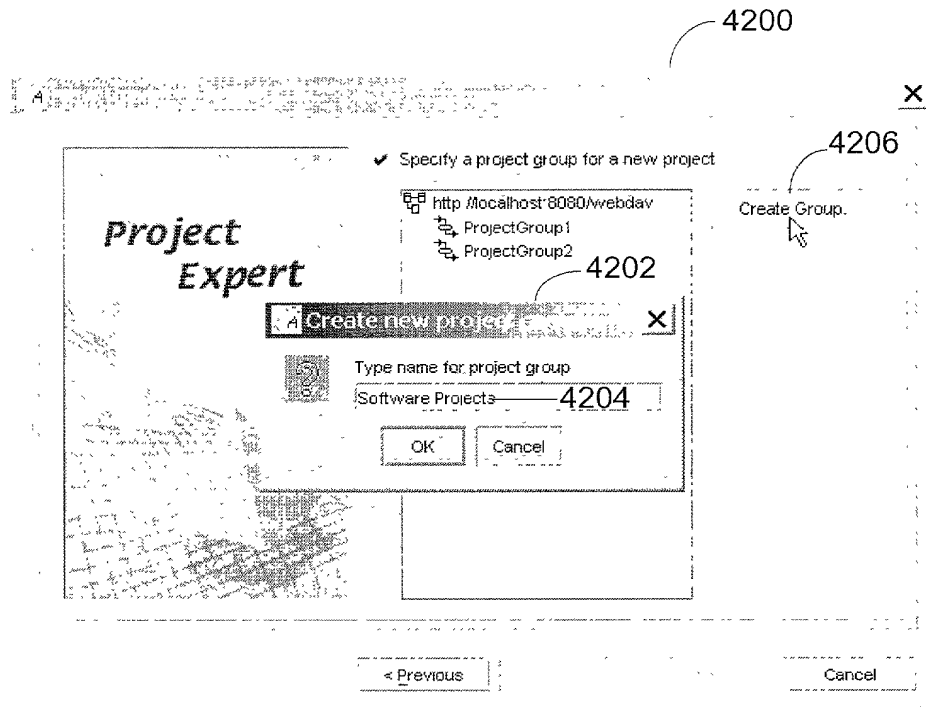 4200
A
Specify a project group for a new project
4206
http //localhost:8080/webdav
Create Group.
ProjectGroup1
ProjectGroup2
Project
Expert
4202
A Create new project
Type name for project group
Software Projects
4204
OK
Cancel
< Previous
Cancel